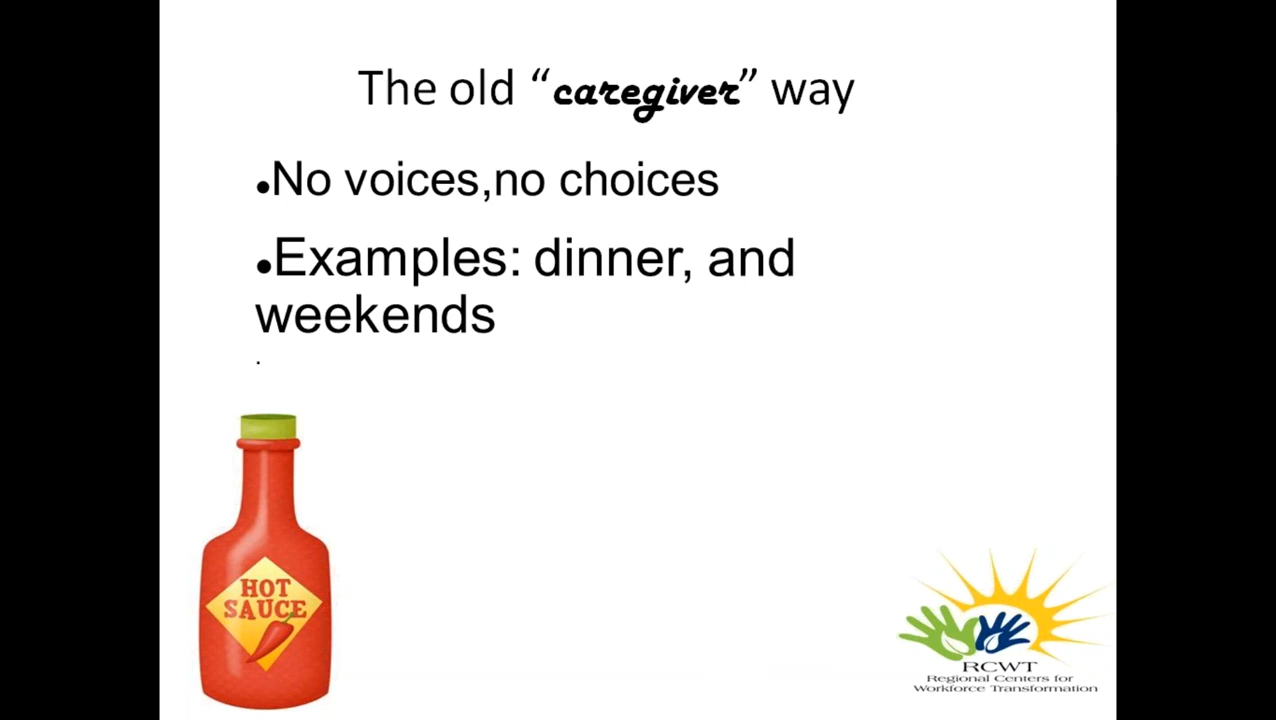 The old “caregiver” way
●No voices,no choices
●Examples: dinner, and
weekends
.
HOT
SAUCE
RCWT
Regional Centers for
Workforce Transformation